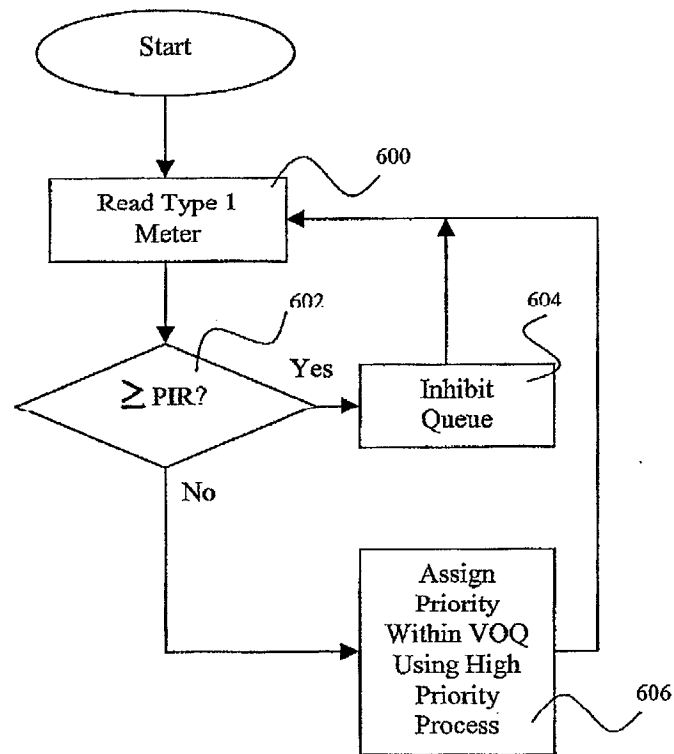 Start
600
Read Type 1
Meter
602
≥ PIR?
Yes
604
Inhibit
Queue
No
Assign
Priority
Within VOQ
Using High
Priority
Process
606